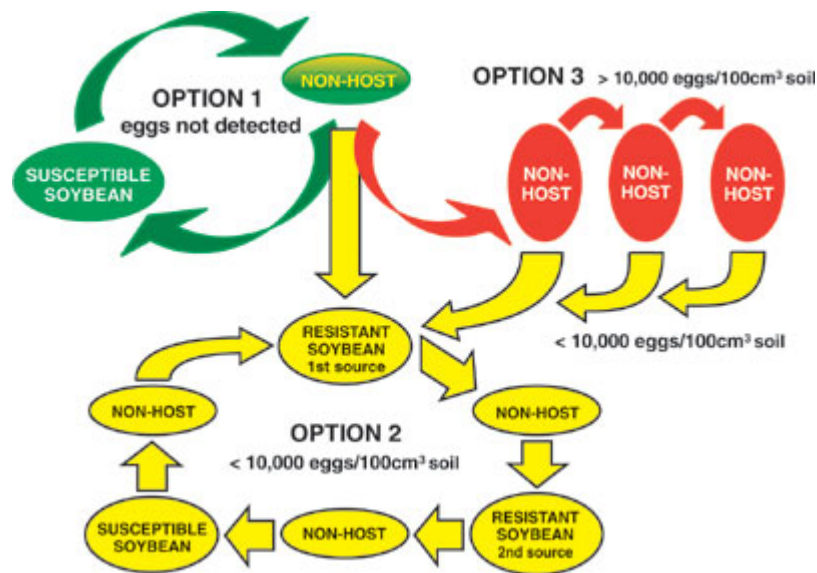 NON-HOST
OPTION 1
eggs not detected
SUSCEPTIBLE
SOYBEAN
OPTION 3 > 10,000 eggs/100cm³ soil
NON-
HOST
NON-
HOST
NON-
HOST
< 10,000 eggs/100cm³ soil
RESISTANT
SOYBEAN
1st source
NON-HOST
NON-HOST
OPTION 2
< 10,000 eggs/100cm³ soil
SUSCEPTIBLE
SOYBEAN
NON-HOST
RESISTANT
SOYBEAN
2nd source